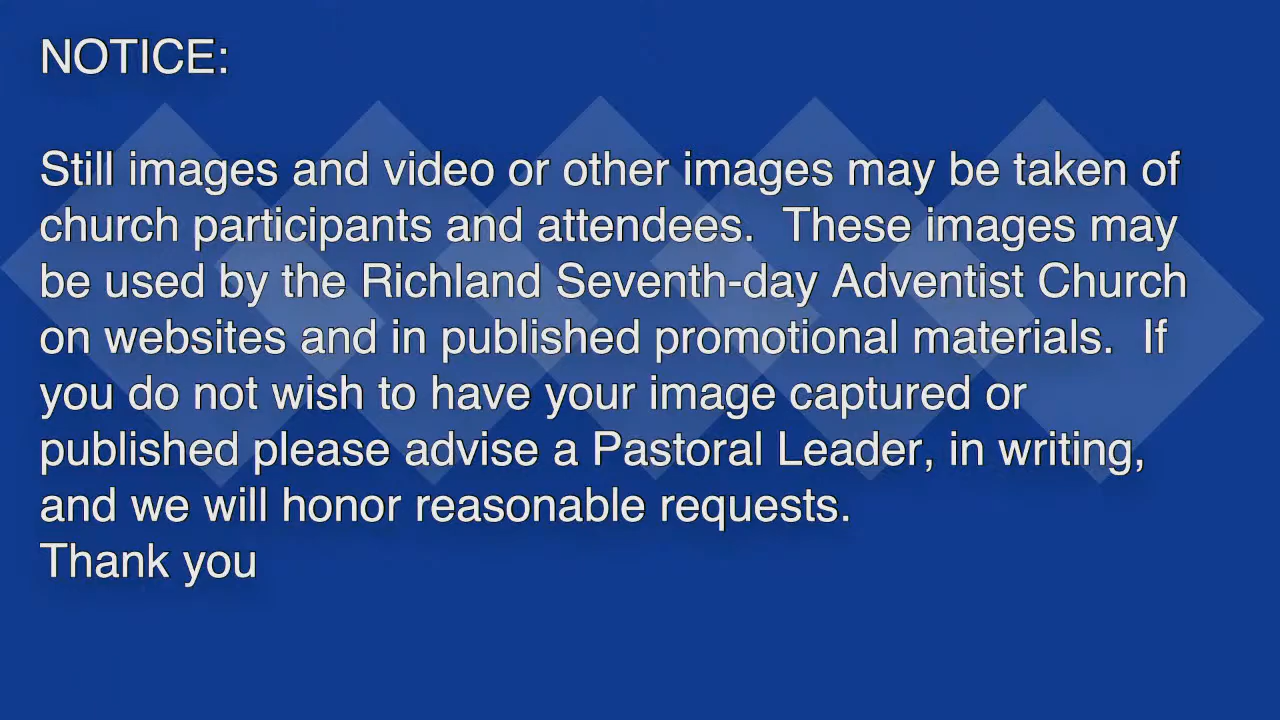 NOTICE:
Still images and video or other images may be taken of
church participants and attendees.  These images may
be used by the Richland Seventh-day Adventist Church
on websites and in published promotional materials.  If
you do not wish to have your image captured or
published please advise a Pastoral Leader, in writing,
and we will honor reasonable requests.
Thank you